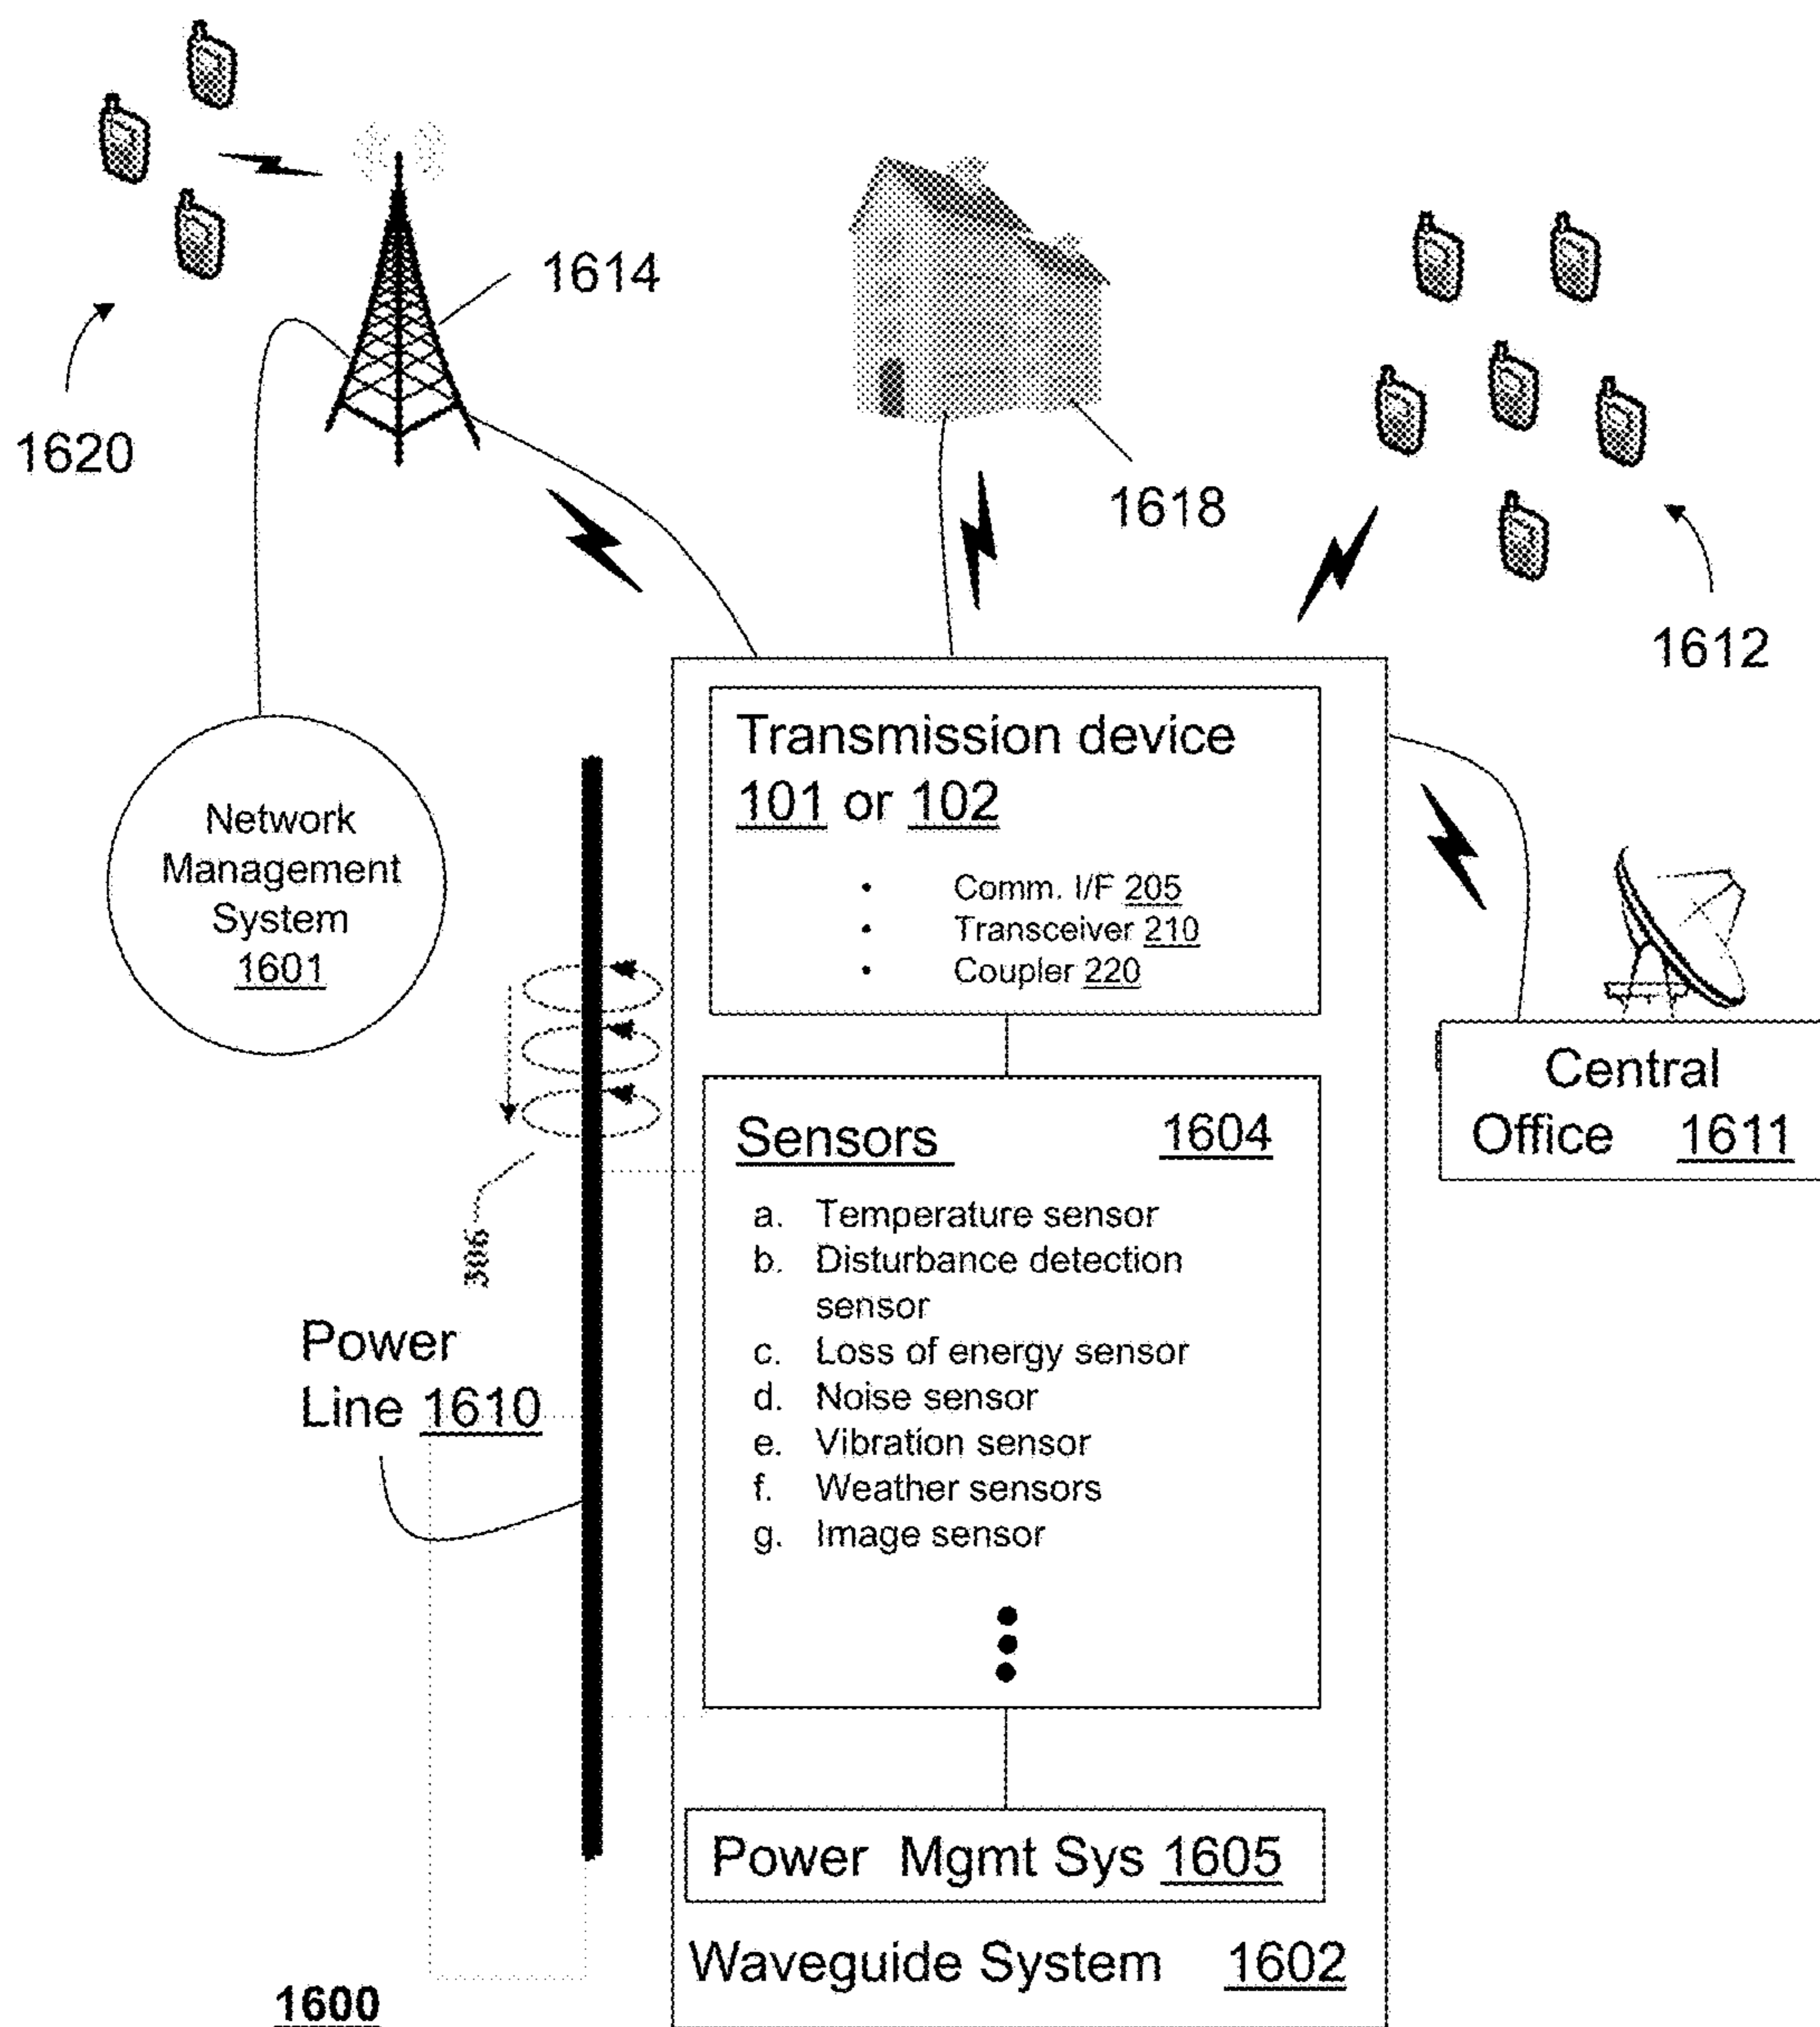 1614
1620
1618
1612
Transmission device
101 or 102
• Comm. I/F 205
• Transceiver 210
• Coupler 220
Network
Management
System
1601
Central
Office 1611
Sensors 1604
a. Temperature sensor
b. Disturbance detection
sensor
c. Loss of energy sensor
d. Noise sensor
e. Vibration sensor
f. Weather sensors
g. Image sensor
Power
Line 1610
Power Mgmt Sys 1605
Waveguide System 1602
1600